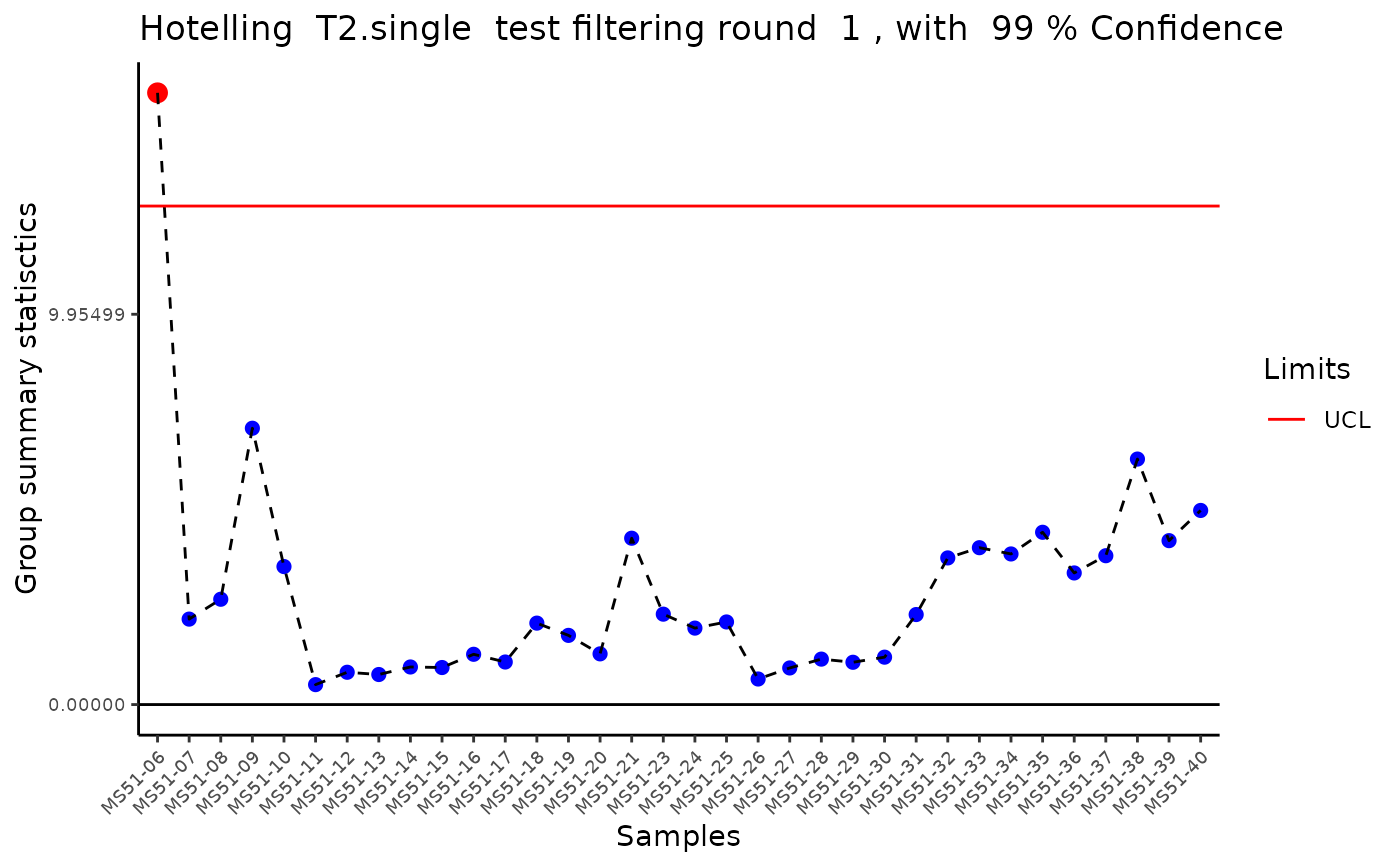 Hotelling  T2.single  test filtering round  1 , with  99 % Confidence
Group summary statisctics
9.95499
0.00000
MS51-06
MS51-07
MS51-08
MS51-09
MS51-10
MS51-11
MS51-12
MS51-13
MS51-14
MS51-15
MS51-16
MS51-17
MS51-18
MS51-19
MS51-20
MS51-21
MS51-23
MS51-24
MS51-25
MS51-26
MS51-27
MS51-28
MS51-29
MS51-30
MS51-31
MS51-32
MS51-33
MS51-34
MS51-35
MS51-36
MS51-37
MS51-38
MS51-39
MS51-40
Samples
Limits
UCL